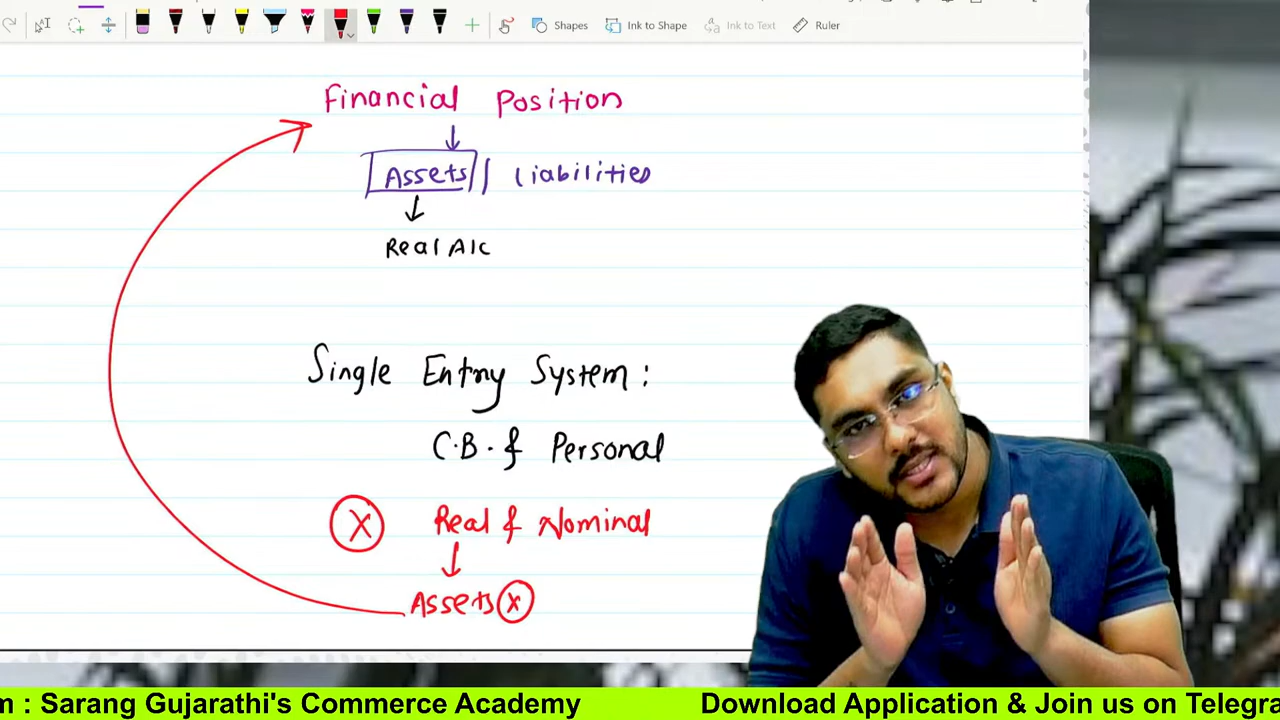 Shapes Ink to Shape Ink to Text Ruler
Financial Position
Assets / Liabilities
Real A/c
Single Entry System :
C.B. & Personal
X Real & Nominal
Assets x
m : Sarang Gujarathi's Commerce Academy Download Application & Join us on Telegra